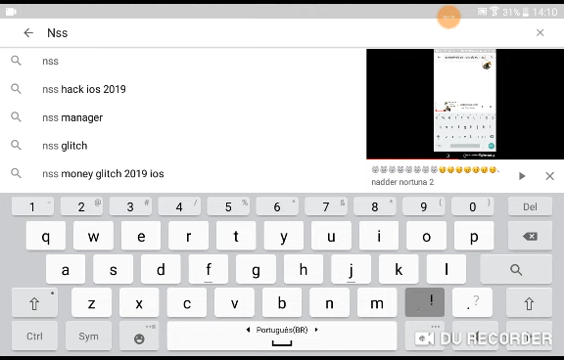 31% 14:10
Nss
nss
nss hack ios 2019
nss manager
nss glitch
nss money glitch 2019 ios
nadder nortuna 2
1 2 @ 3 # 4 / 5 % 6 ^ 7 & 8 * 9 ( 0 ) Del
q w e r t y u i o p
a s d f g h j k l
z x c v b n m ! . ?
Ctrl Sym Português(BR)
DU RECORDER